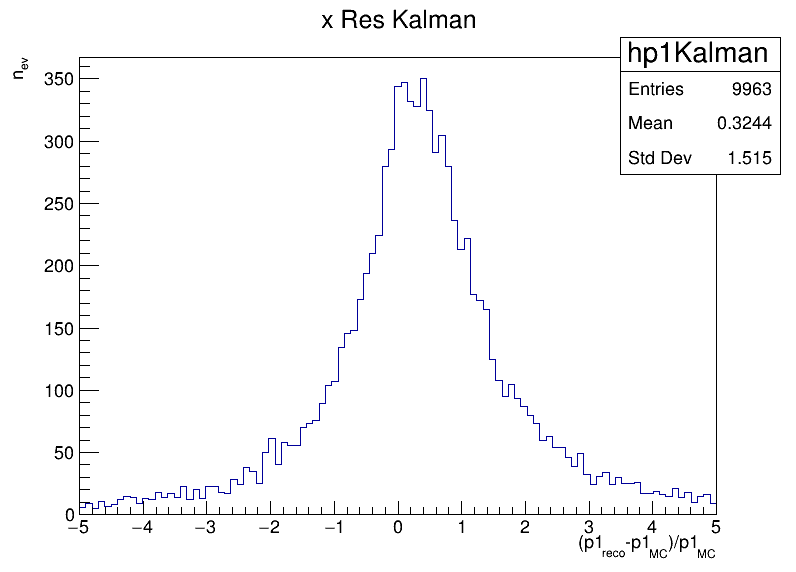 x Res Kalman
hp1Kalman
Entries 9963
Mean 0.3244
Std Dev 1.515
n_ev
350
300
250
200
150
100
50
0
−5 −4 −3 −2 −1 0 1 2 3 4 5
(p1_reco-p1_MC)/p1_MC